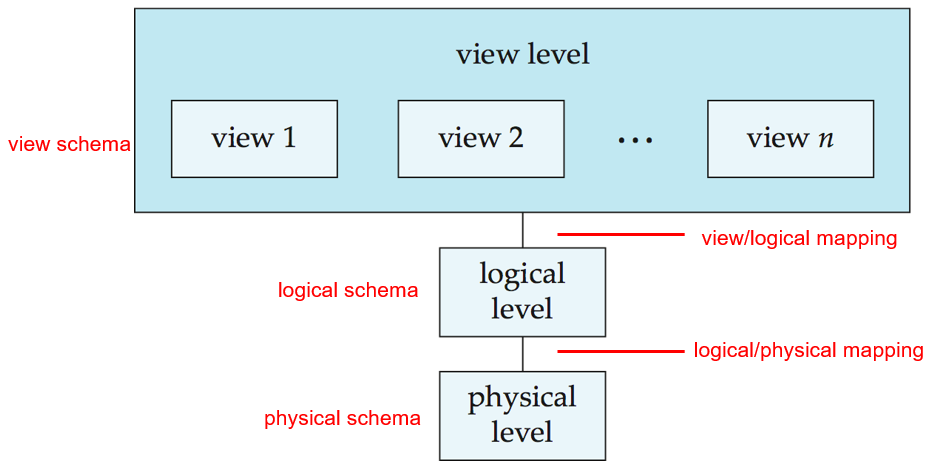 view level
view schema
view 1
view 2
...
view n
view/logical mapping
logical schema
logical
level
logical/physical mapping
physical schema
physical
level